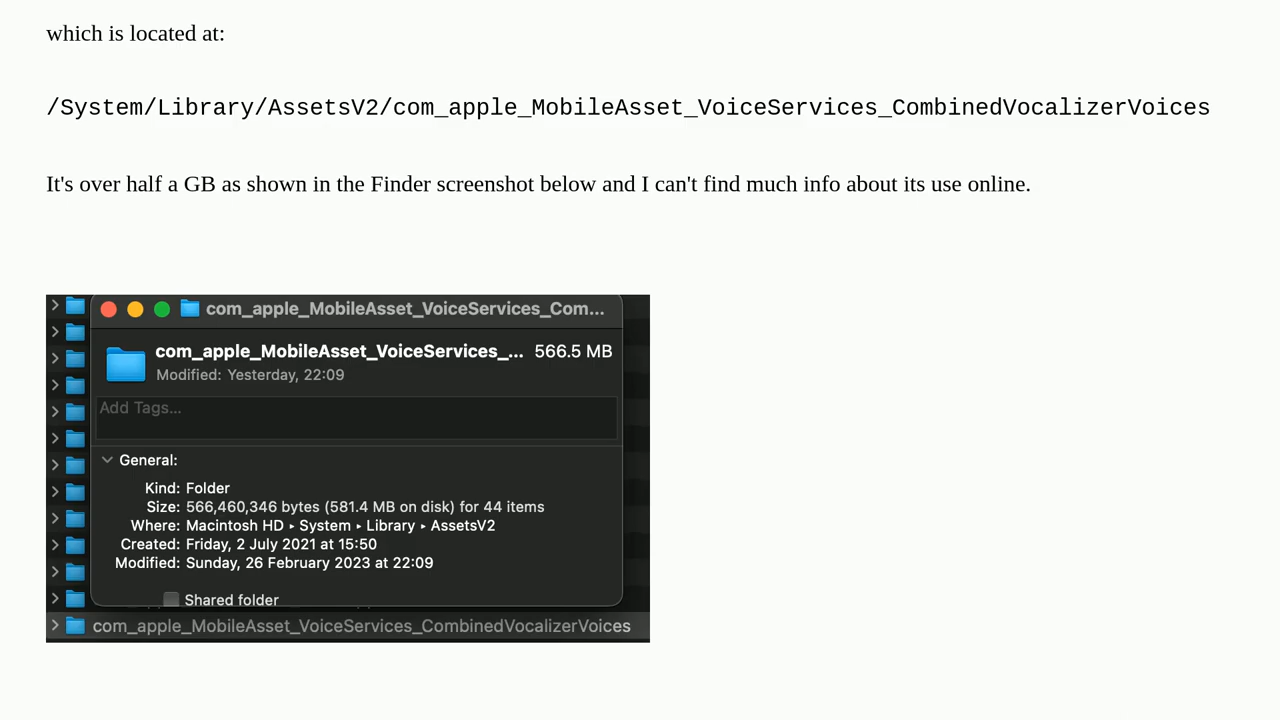 which is located at:
/System/Library/AssetsV2/com_apple_MobileAsset_VoiceServices_CombinedVocalizerVoices
It's over half a GB as shown in the Finder screenshot below and I can't find much info about its use online.
com_apple_MobileAsset_VoiceServices_Com...
com_apple_MobileAsset_VoiceServices_... 566.5 MB
Modified: Yesterday, 22:09
Add Tags...
General:
Kind: Folder
Size: 566,460,346 bytes (581.4 MB on disk) for 44 items
Where: Macintosh HD ▸ System ▸ Library ▸ AssetsV2
Created: Friday, 2 July 2021 at 15:50
Modified: Sunday, 26 February 2023 at 22:09
Shared folder
com_apple_MobileAsset_VoiceServices_CombinedVocalizerVoices